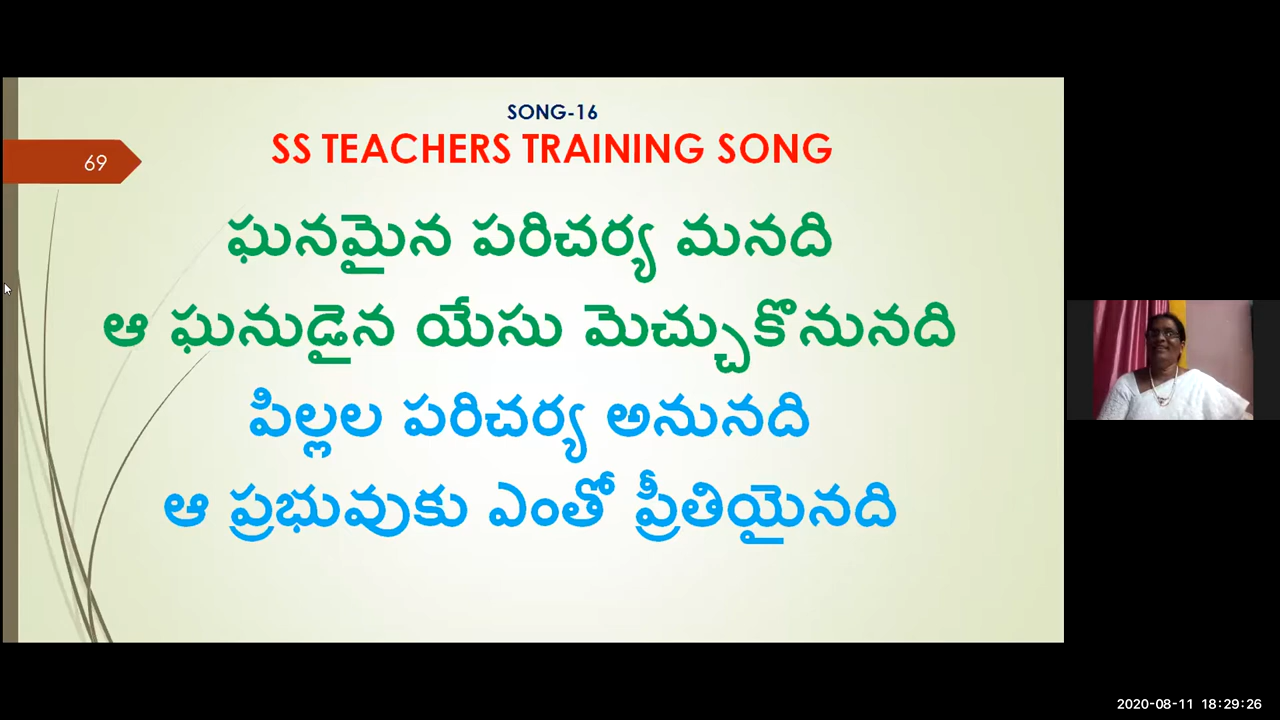 SONG-16
SS TEACHERS TRAINING SONG
69
ఘనమైన పరిచర్య మనది
ఆ ఘనుడైన యేసు మెచ్చుకొనునది
పిల్లల పరిచర్య అనునది
ఆ ప్రభువుకు ఎంతో ప్రీతియైనది
2020-08-11 18:29:26